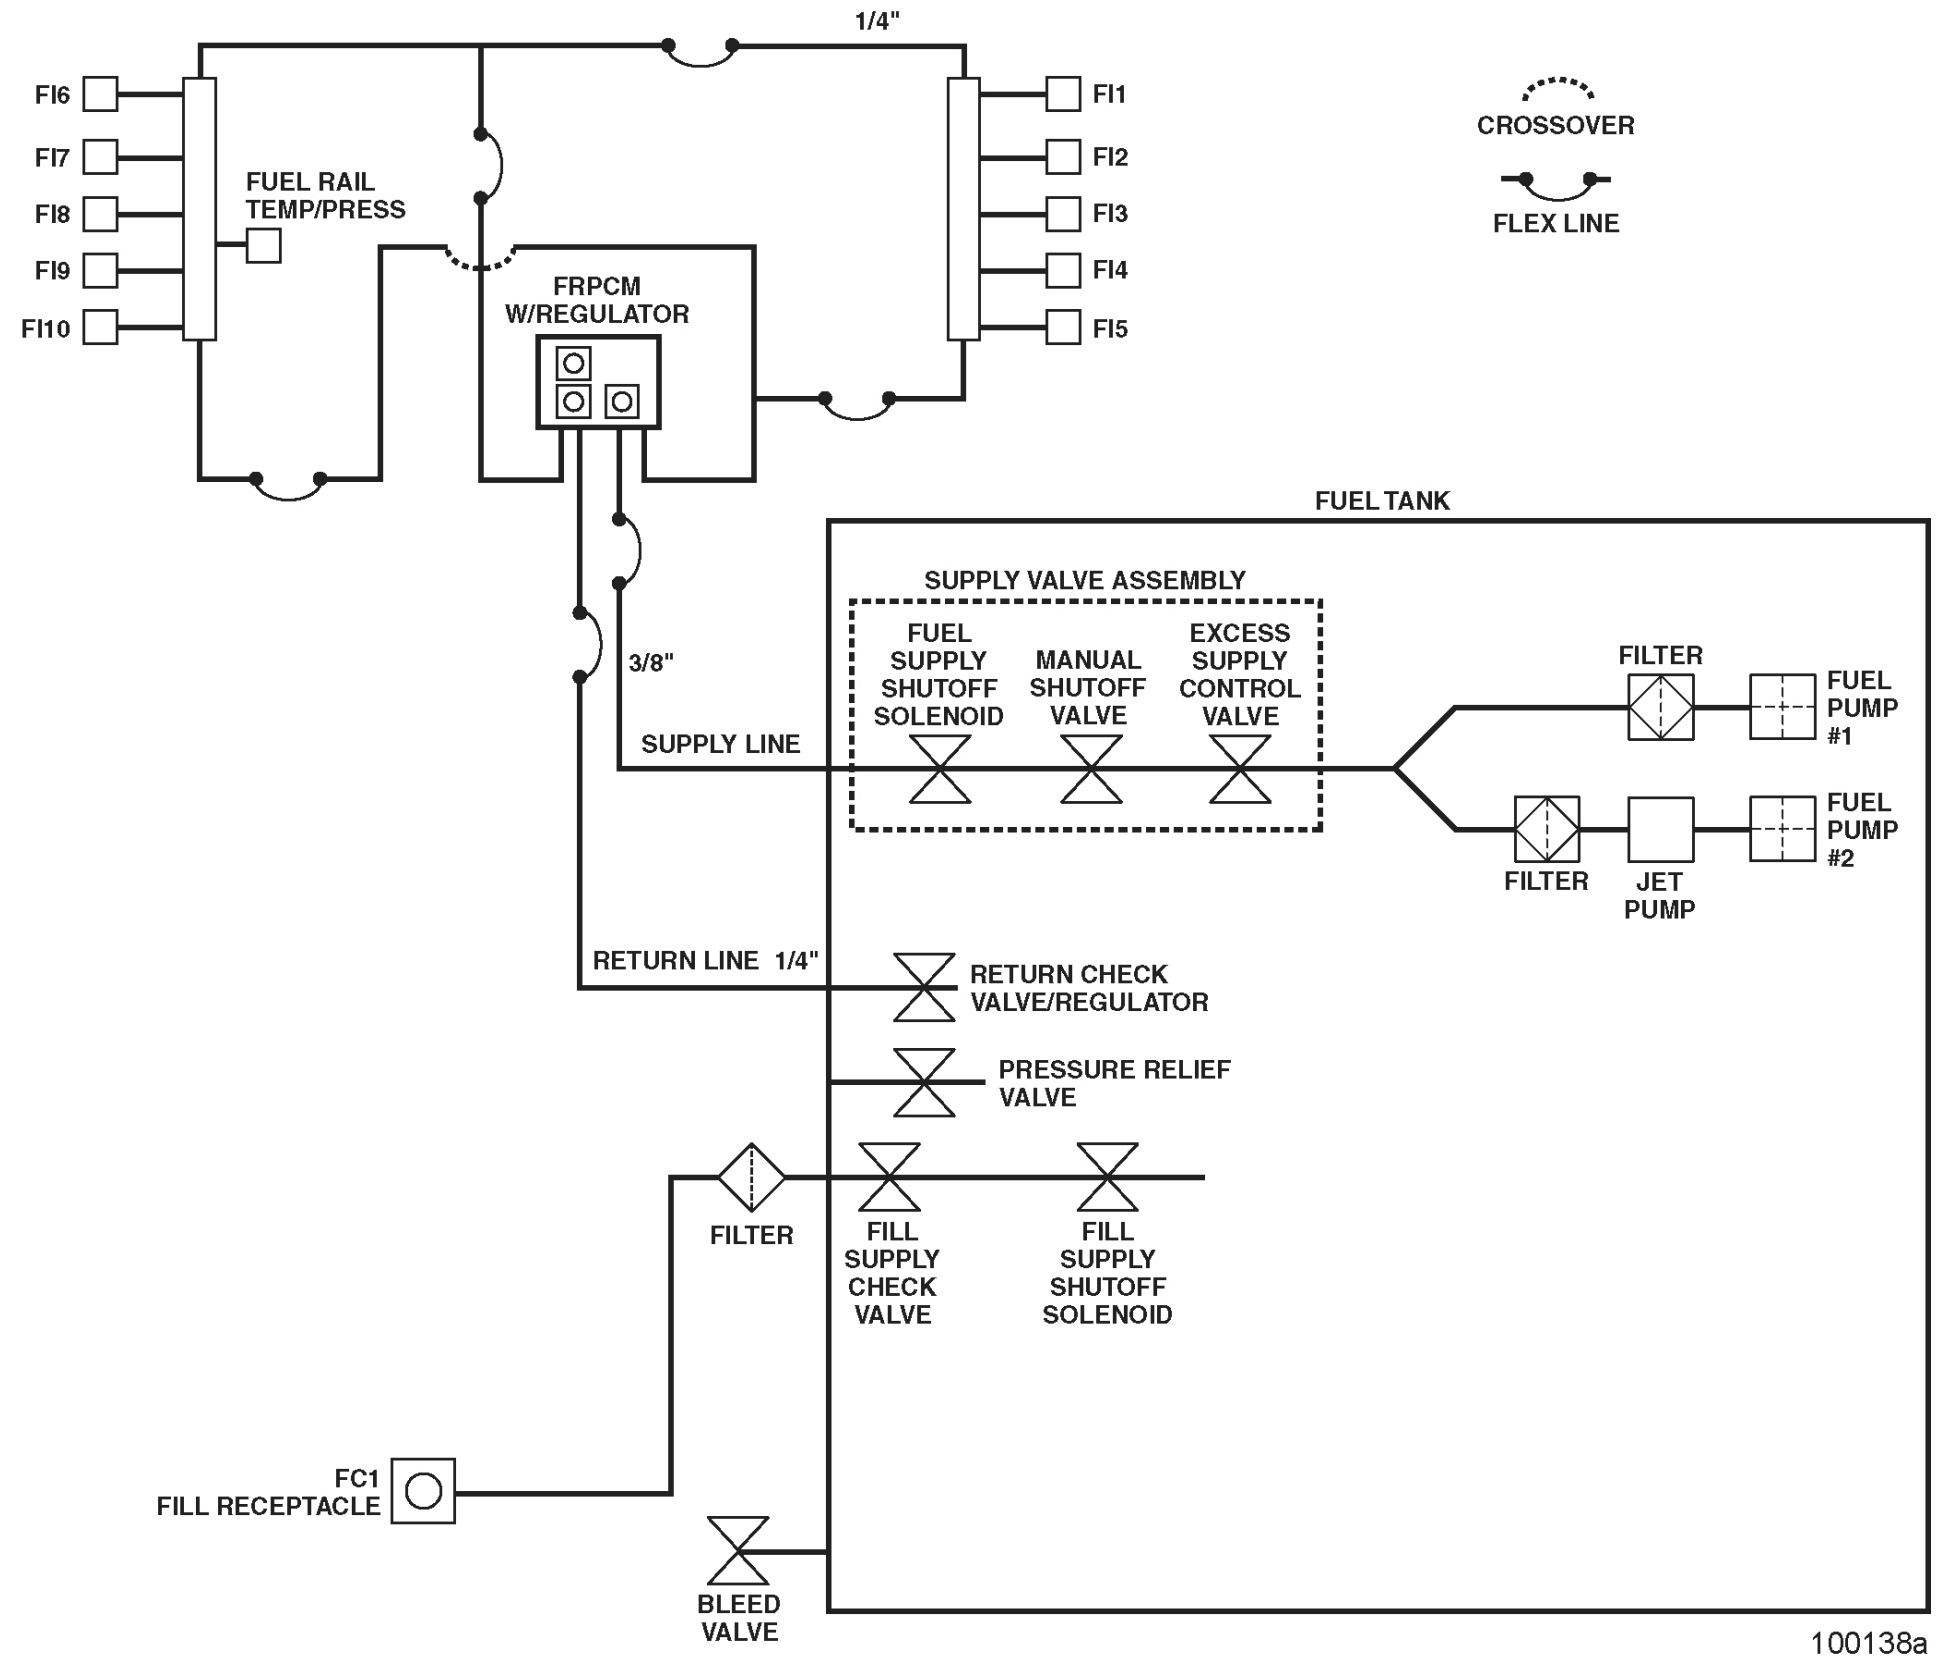 1/4"
FI6
FI7
FI8
FI9
FI10
FUEL RAIL
TEMP/PRESS
FRPCM
W/REGULATOR
FI1
FI2
FI3
FI4
FI5
CROSSOVER
FLEX LINE
FUEL TANK
SUPPLY VALVE ASSEMBLY
FUEL
SUPPLY
SHUTOFF
SOLENOID
MANUAL
SHUTOFF
VALVE
EXCESS
SUPPLY
CONTROL
VALVE
FILTER
FUEL
PUMP
#1
FILTER
JET
PUMP
FUEL
PUMP
#2
3/8"
SUPPLY LINE
RETURN LINE 1/4"
RETURN CHECK
VALVE/REGULATOR
PRESSURE RELIEF
VALVE
FILTER
FILL
SUPPLY
CHECK
VALVE
FILL
SUPPLY
SHUTOFF
SOLENOID
FC1
FILL RECEPTACLE
BLEED
VALVE
100138a